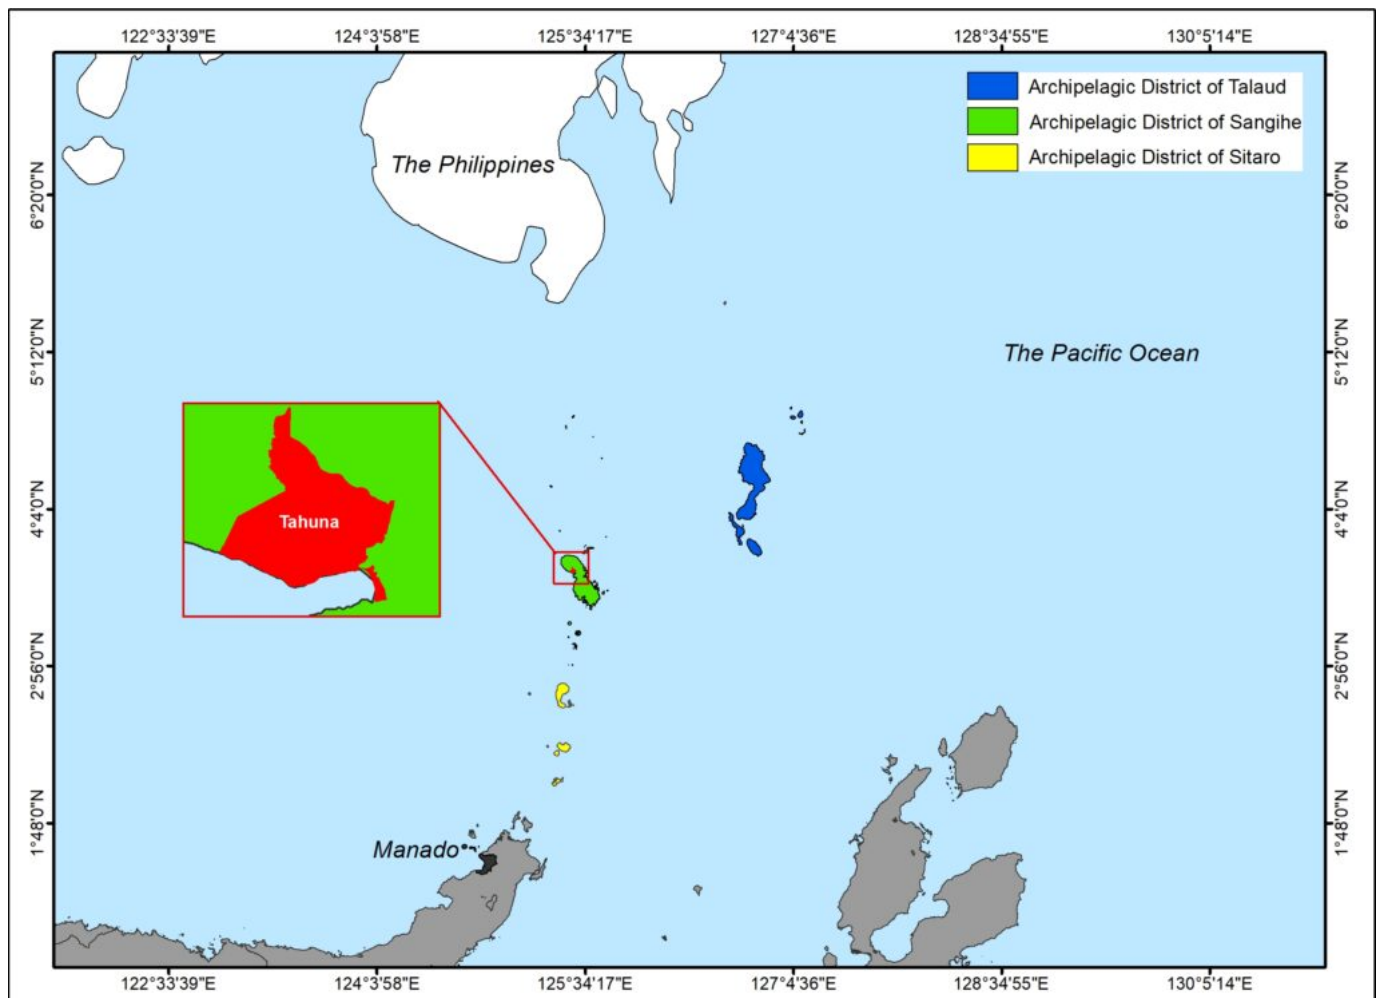 122°33'39"E 124°3'58"E 125°34'17"E 127°4'36"E 128°34'55"E 130°5'14"E
Archipelagic District of Talaud
Archipelagic District of Sangihe
Archipelagic District of Sitaro
The Philippines
6°20'0"N 6°20'0"N
The Pacific Ocean
5°12'0"N 5°12'0"N
Tahuna
4°4'0"N 4°4'0"N
2°56'0"N 2°56'0"N
1°48'0"N 1°48'0"N
Manado
122°33'39"E 124°3'58"E 125°34'17"E 127°4'36"E 128°34'55"E 130°5'14"E